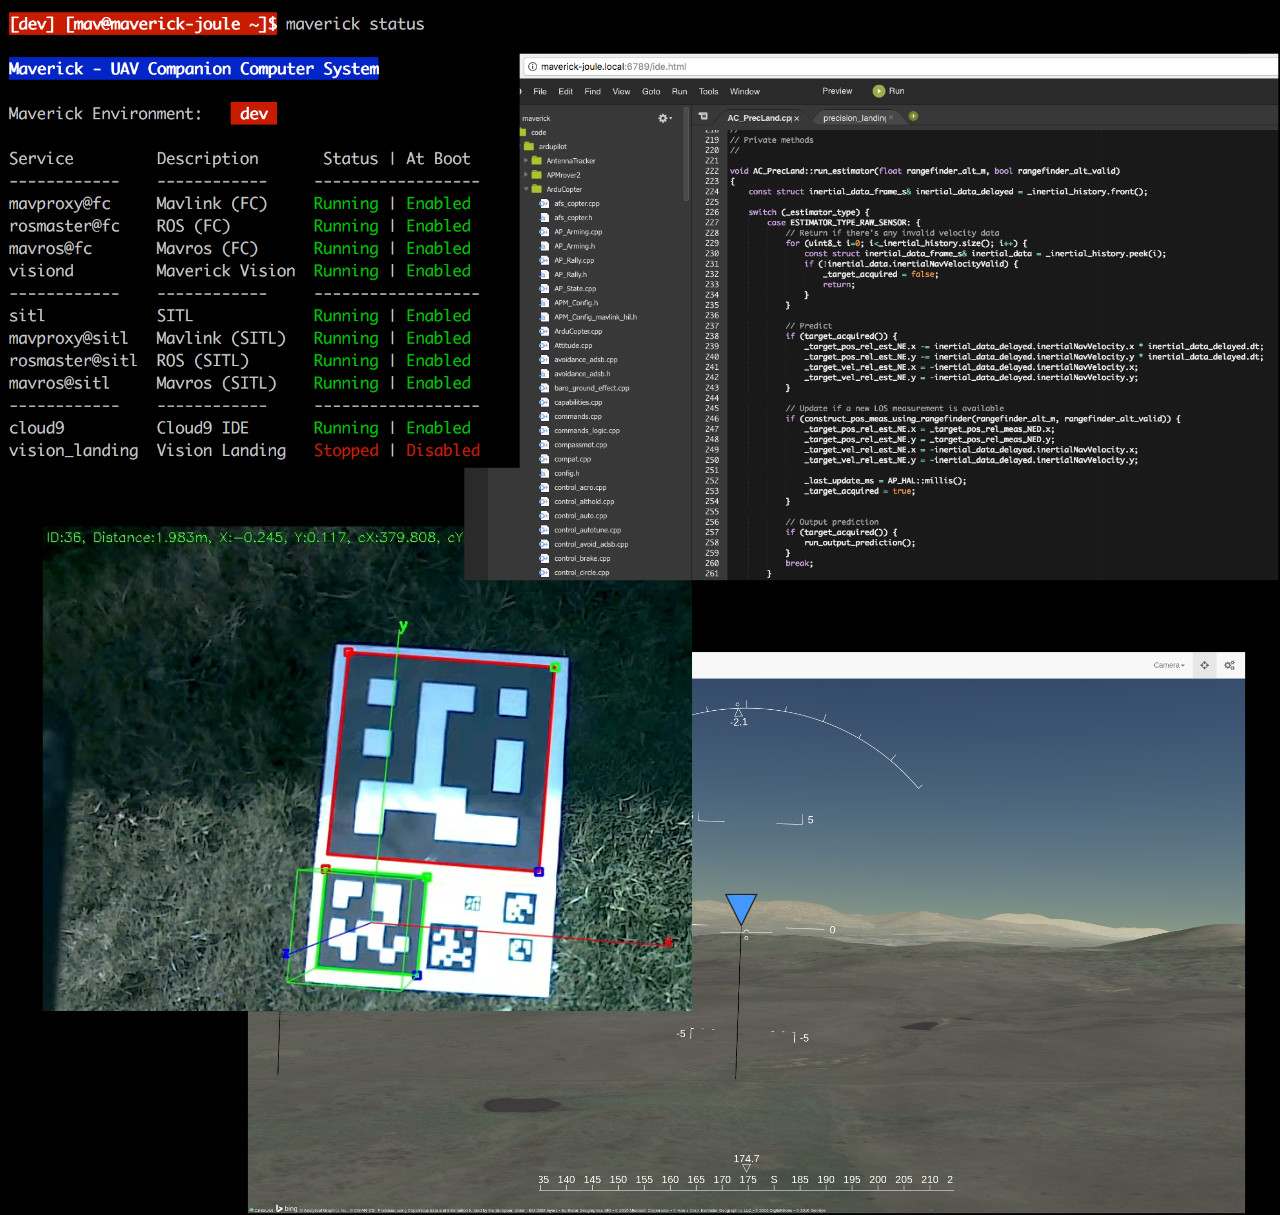 [dev] [mav@maverick-joule ~]$ maverick status
Maverick - UAV Companion Computer System
Maverick Environment: dev
Service Description Status | At Boot
------------ ------------ ------------------
mavproxy@fc Mavlink (FC) Running | Enabled
rosmaster@fc ROS (FC) Running | Enabled
mavros@fc Mavros (FC) Running | Enabled
visiond Maverick Vision Running | Enabled
------------ ------------ ------------------
sitl SITL Running | Enabled
mavproxy@sitl Mavlink (SITL) Running | Enabled
rosmaster@sitl ROS (SITL) Running | Enabled
mavros@sitl Mavros (SITL) Running | Enabled
------------ ------------ ------------------
cloud9 Cloud9 IDE Running | Enabled
vision_landing Vision Landing Stopped | Disabled
maverick-joule.local:6789/ide.html
File Edit Find View Goto Run Tools Window Preview Run
maverick
code
ardupilot
AntennaTracker
APMrover2
ArduCopter
afs_copter.cpp
afs_copter.h
AP_Arming.cpp
AP_Arming.h
AP_Rally.cpp
AP_Rally.h
AP_State.cpp
APM_Config.h
APM_Config_mavlink_hil.h
ArduCopter.cpp
Attitude.cpp
avoidance_adsb.cpp
avoidance_adsb.h
baro_ground_effect.cpp
capabilities.cpp
commands.cpp
commands_logic.cpp
compassmot.cpp
compat.cpp
config.h
control_acro.cpp
control_althold.cpp
control_auto.cpp
control_autotune.cpp
control_avoid_adsb.cpp
control_brake.cpp
control_circle.cpp
AC_PrecLand.cpp × precision_landing ×
218 //
219 // Private methods
220 //
221
222 void AC_PrecLand::run_estimator(float rangefinder_alt_m, bool rangefinder_alt_valid)
223 {
224 const struct inertial_data_frame_s& inertial_data_delayed = _inertial_history.front();
225
226 switch (_estimator_type) {
227 case ESTIMATOR_TYPE_RAW_SENSOR: {
228 // Return if there's any invalid velocity data
229 for (uint8_t i=0; i<_inertial_history.size(); i++) {
230 const struct inertial_data_frame_s& inertial_data = _inertial_history.peek(i);
231 if (!inertial_data.inertialNavVelocityValid) {
232 _target_acquired = false;
233 return;
234 }
235 }
236
237 // Predict
238 if (target_acquired()) {
239 _target_pos_rel_est_NE.x -= inertial_data_delayed.inertialNavVelocity.x * inertial_data_delayed.dt;
240 _target_pos_rel_est_NE.y -= inertial_data_delayed.inertialNavVelocity.y * inertial_data_delayed.dt;
241 _target_vel_rel_est_NE.x = -inertial_data_delayed.inertialNavVelocity.x;
242 _target_vel_rel_est_NE.y = -inertial_data_delayed.inertialNavVelocity.y;
243 }
244
245 // Update if a new LOS measurement is available
246 if (construct_pos_meas_using_rangefinder(rangefinder_alt_m, rangefinder_alt_valid)) {
247 _target_pos_rel_est_NE.x = _target_pos_rel_meas_NED.x;
248 _target_pos_rel_est_NE.y = _target_pos_rel_meas_NED.y;
249 _target_vel_rel_est_NE.x = -inertial_data_delayed.inertialNavVelocity.x;
250 _target_vel_rel_est_NE.y = -inertial_data_delayed.inertialNavVelocity.y;
251
252 _last_update_ms = AP_HAL::millis();
253 _target_acquired = true;
254 }
255
256 // Output prediction
257 if (target_acquired()) {
258 run_output_prediction();
259 }
260 break;
261 }
ID:36, Distance:1.983m, X:-0.245, Y:0.117, cX:379.808, cY
y
x
z
Camera
-2.1
5
0
-5 -5
174.7
35 140 145 150 155 160 165 170 175 S 185 190 195 200 205 210 2
bing